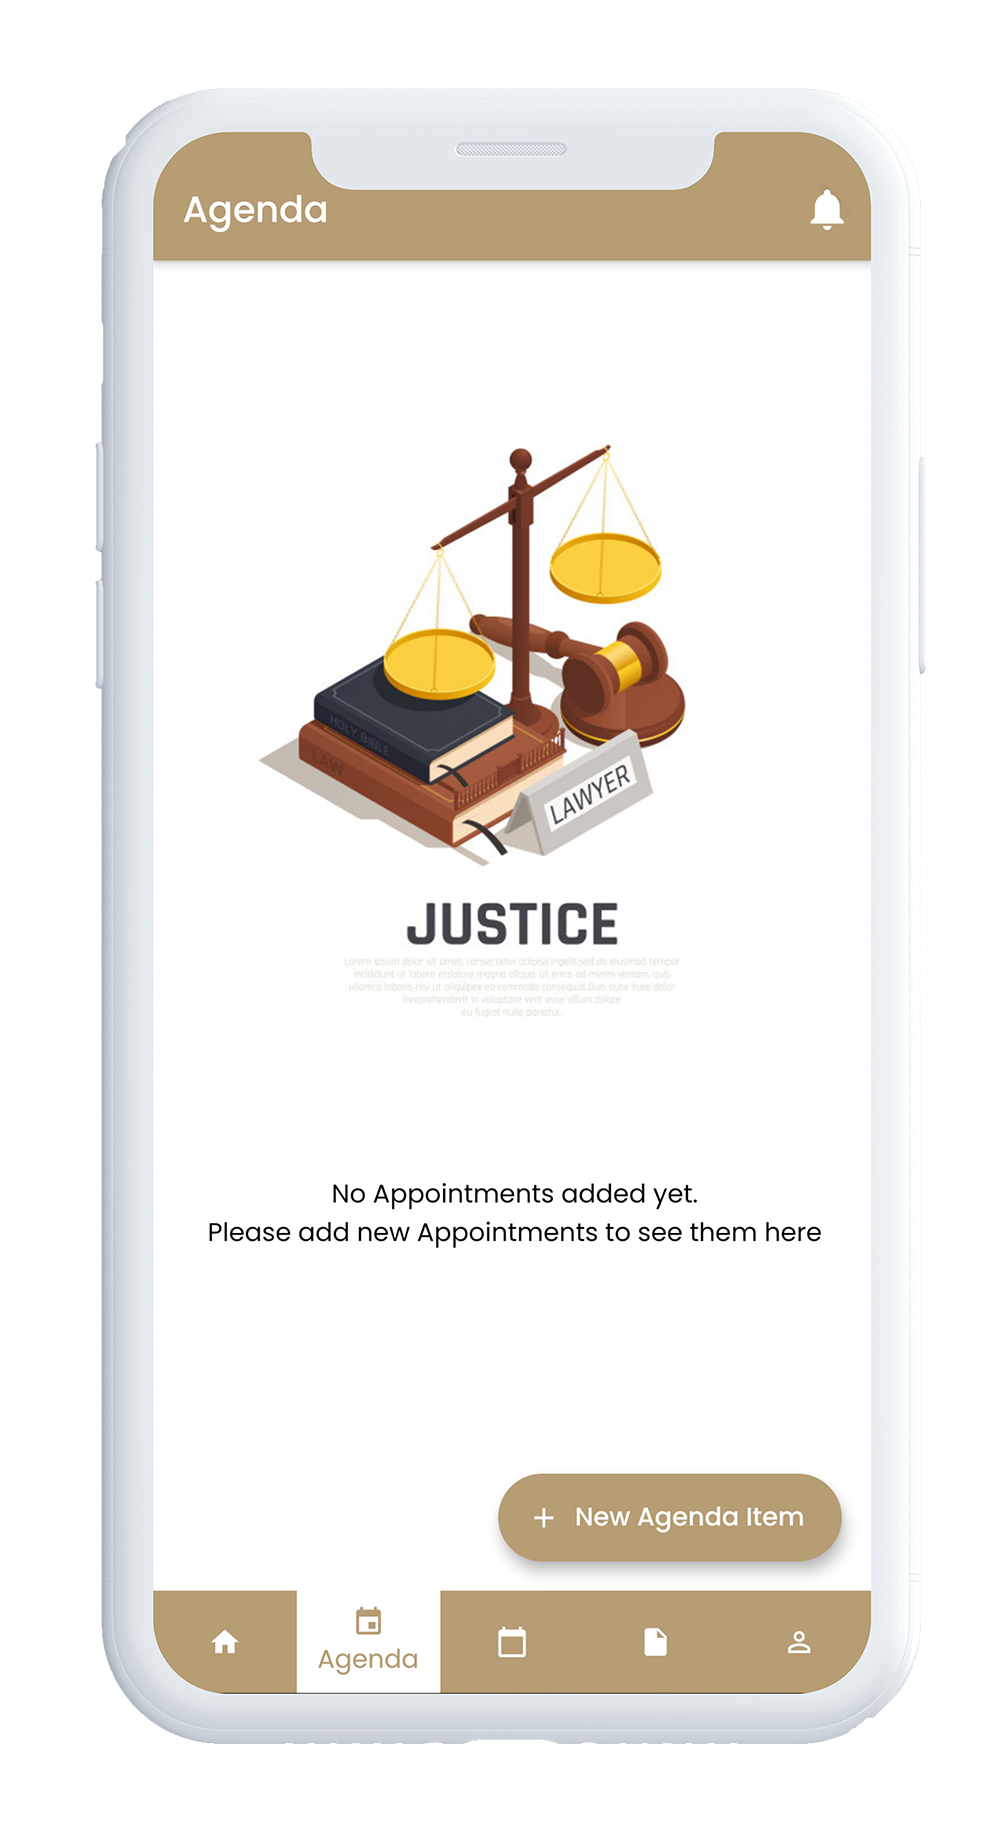 Agenda
HOLY BIBLE
LAW
LAWYER
JUSTICE
Lorem ipsum dolor sit amet, consectetur adipisicingelit,sed do eiusmod tempor
incididunt ut labore etdolore magna aliqua. Ut enim ad minim veniam, quis
ullamco laboris nisi ut aliquipex ea commodo consequat.Duis aute irure dolor
inreprehenderit in voluptate velit esse cillum dolore
eu fugiat nulla pariatur.
No Appointments added yet.
Please add new Appointments to see them here
+ New Agenda Item
Agenda